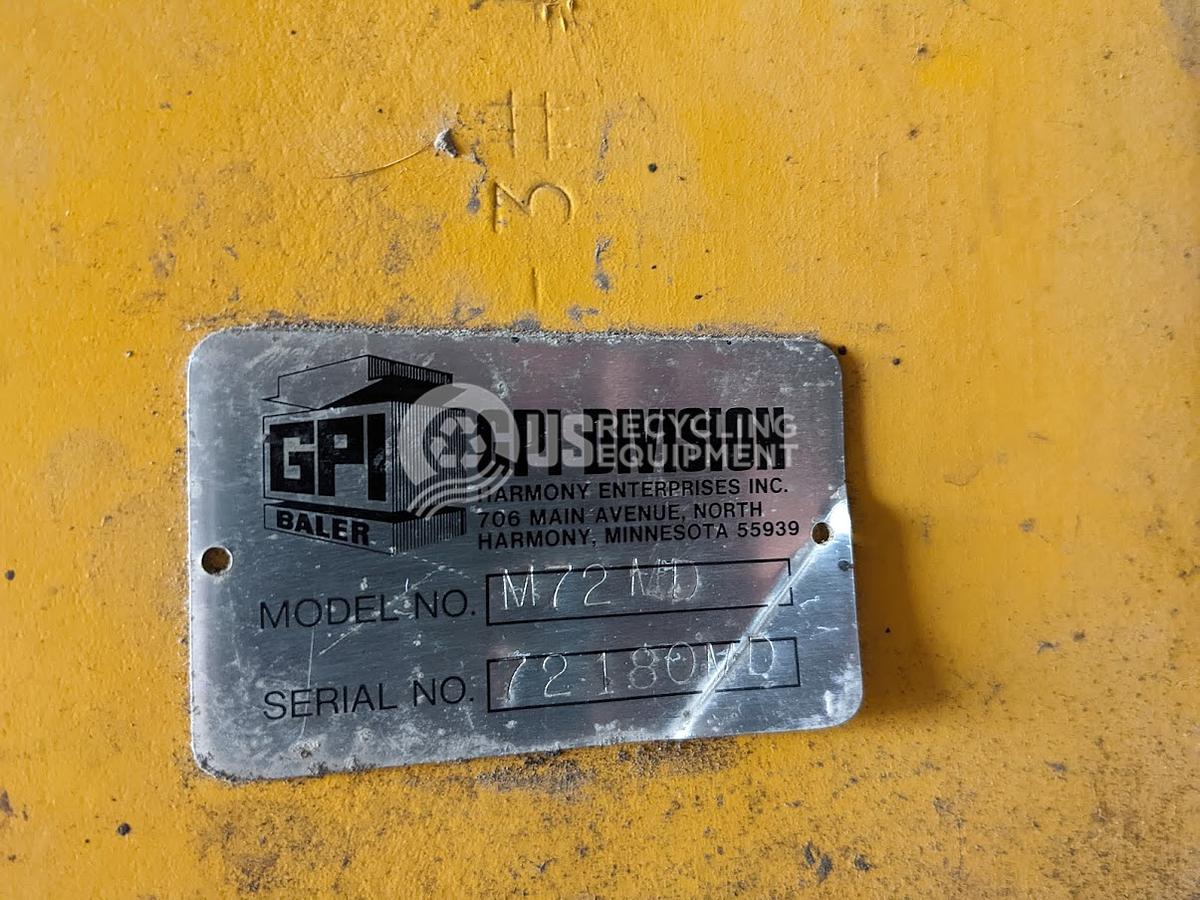 GPI
BALER
DIVISION
US RECYCLING
EQUIPMENT
HARMONY ENTERPRISES INC.
706 MAIN AVENUE, NORTH
HARMONY, MINNESOTA 55939
MODEL NO. M72MD
SERIAL NO. 72180MD